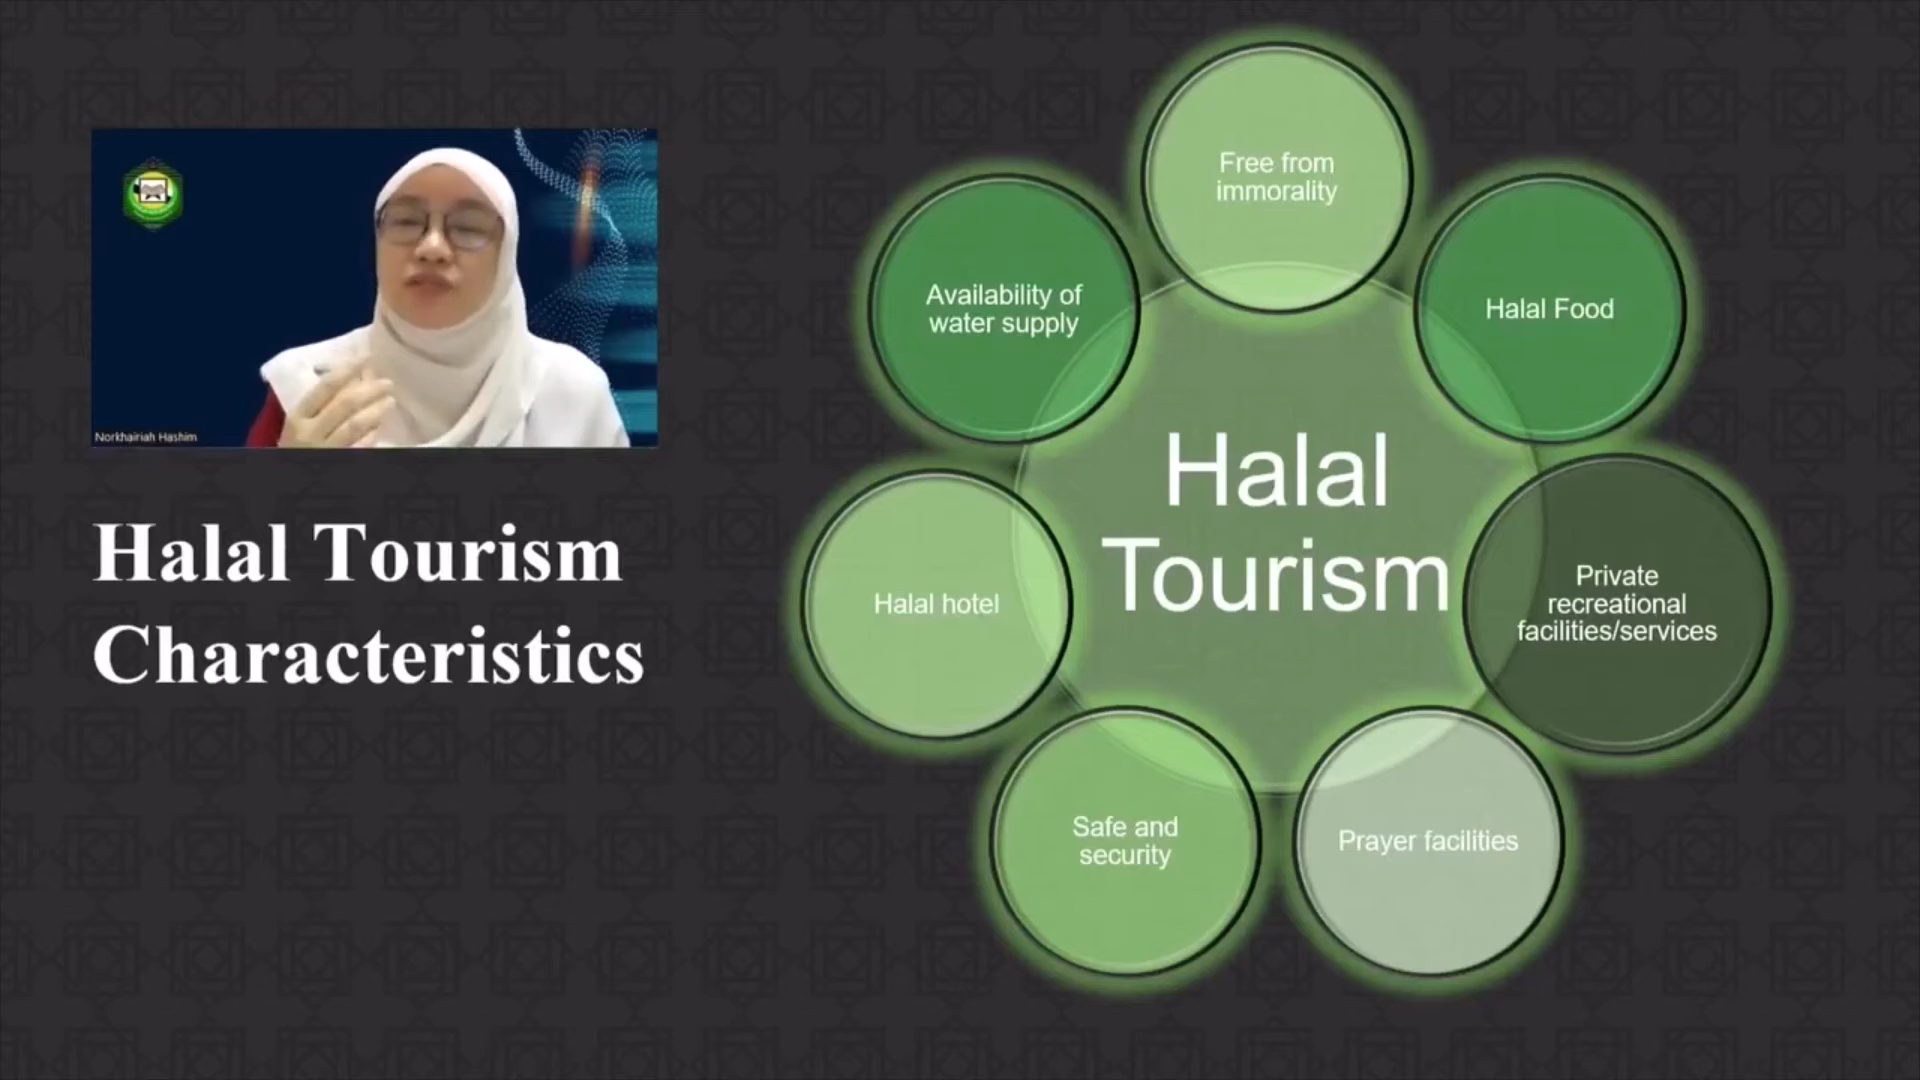 Norkhairiah Hashim
Halal Tourism
Characteristics
Halal
Tourism
Free from
immorality
Halal Food
Private
recreational
facilities/services
Prayer facilities
Safe and
security
Halal hotel
Availability of
water supply